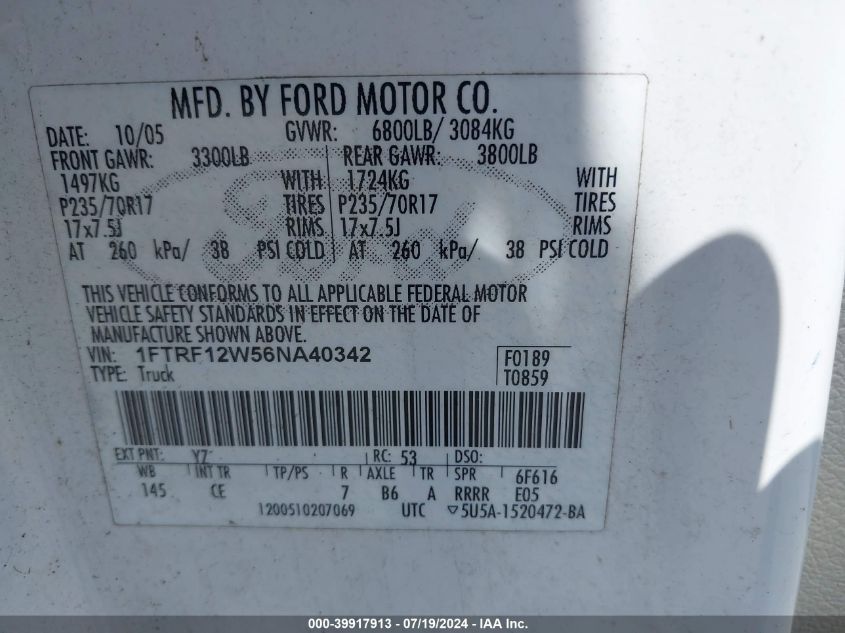 MFD. BY FORD MOTOR CO.
DATE: 10/05 GVWR: 6800LB/ 3084KG
FRONT GAWR: 3300LB REAR GAWR: 3800LB
1497KG WITH 1724KG WITH
P235/70R17 TIRES P235/70R17 TIRES
17x7.5J RIMS 17x7.5J RIMS
AT 260 kPa/ 38 PSI COLD AT 260 kPa/ 38 PSI COLD
THIS VEHICLE CONFORMS TO ALL APPLICABLE FEDERAL MOTOR
VEHICLE SAFETY STANDARDS IN EFFECT ON THE DATE OF
MANUFACTURE SHOWN ABOVE.
VIN: 1FTRF12W56NA40342 F0189
TYPE: Truck T0859
EXT PNT: YZ RC: 53 DSO:
WB INT TR TP/PS R AXLE TR SPR 6F616
145 CE 7 B6 A RRRR E05
1200510207069 UTC ▽5U5A-1520472-BA
Ford
000-39917913 - 07/19/2024 - IAA Inc.